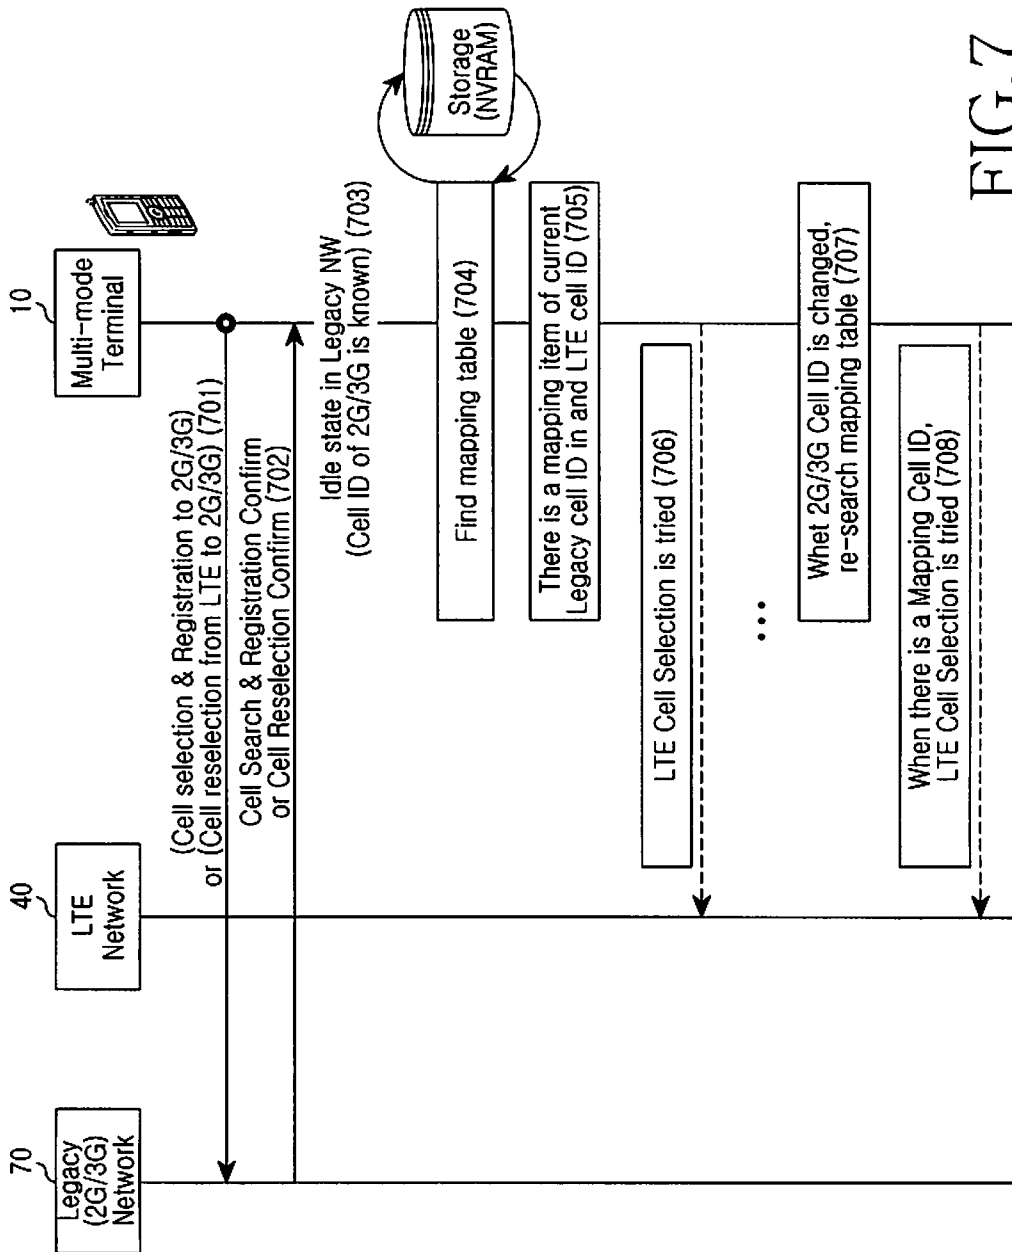 10
Multi-mode
Terminal
40
LTE
Network
70
Legacy
(2G/3G)
Network
(Cell selection & Registration to 2G/3G)
or (Cell reselection from LTE to 2G/3G) (701)
Cell Search & Registration Confirm
or Cell Reselection Confirm (702)
Idle state in Legacy NW
(Cell ID of 2G/3G is known) (703)
Storage
(NVRAM)
Find mapping table (704)
There is a mapping item of current
Legacy cell ID in and LTE cell ID (705)
LTE Cell Selection is tried (706)
...
Whet 2G/3G Cell ID is changed,
re-search mapping table (707)
When there is a Mapping Cell ID,
LTE Cell Selection is tried (708)
FIG.7